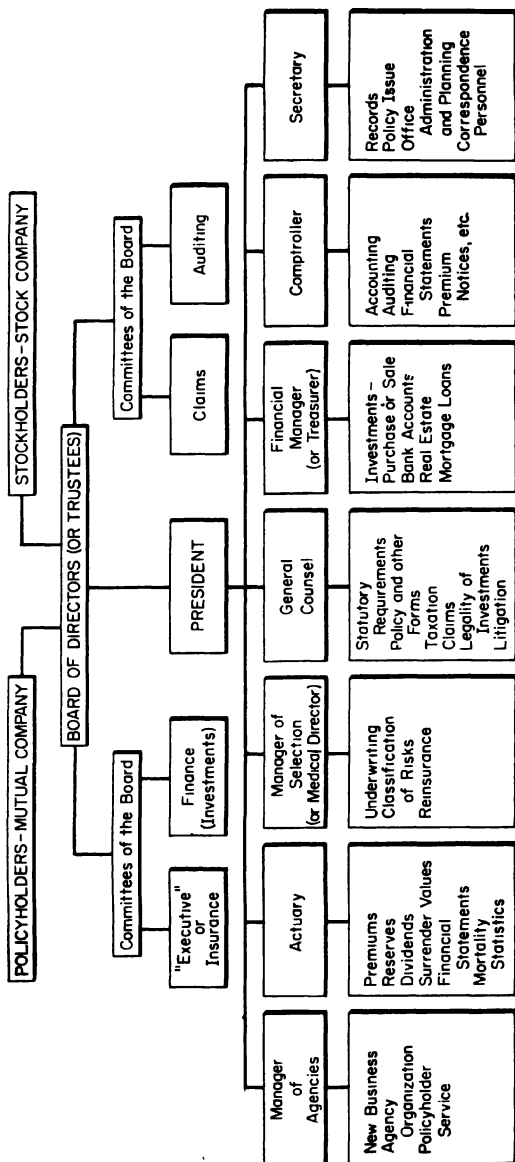 POLICYHOLDERS-MUTUAL COMPANY
STOCKHOLDERS-STOCK COMPANY
BOARD OF DIRECTORS (OR TRUSTEES)
Committees of the Board
Committees of the Board
"Executive"
or
Insurance
Finance
(Investments)
PRESIDENT
Claims
Auditing
Manager
of
Agencies
Actuary
Manager of
Selection
(or Medical Director)
General
Counsel
Financial
Manager
(or Treasurer)
Comptroller
Secretary
New Business
Agency
Organization
Policyholder
Service
Premiums
Reserves
Dividends
Surrender Values
Financial
Statements
Mortality
Statistics
Underwriting
Classification
of Risks
Reinsurance
Statutory
Requirements
Policy and other
Forms
Taxation
Claims
Legality of
Investments
Litigation
Investments-
Purchase or Sale
Bank Accounts
Real Estate
Mortgage Loans
Accounting
Auditing
Financial
Statements
Premium
Notices, etc.
Records
Policy Issue
Office
Administration
and Planning
Correspondence
Personnel